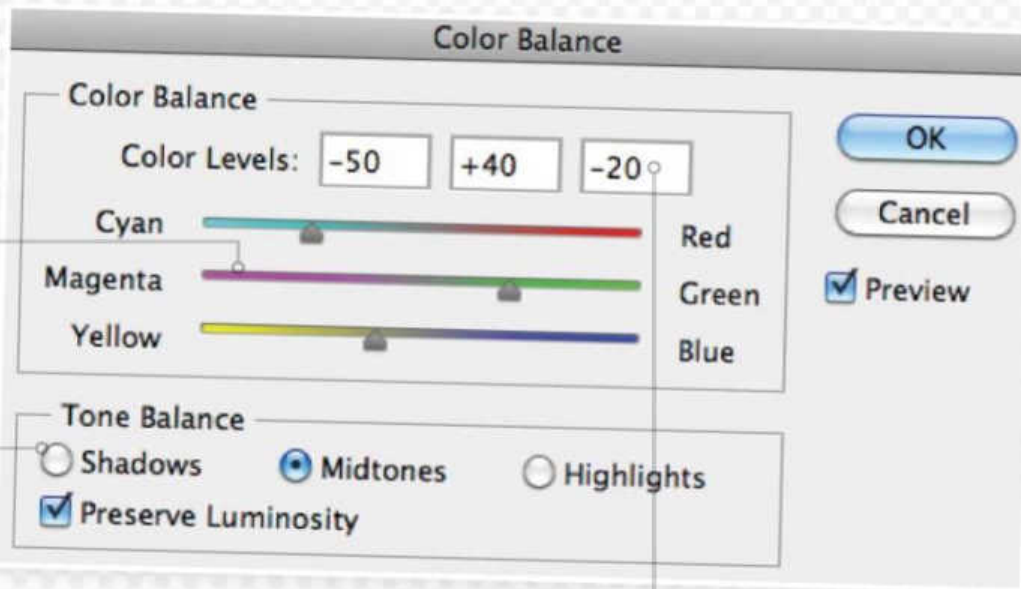 Color Balance
Color Balance
Color Levels: -50 +40 -20
Cyan Red
Magenta Green
Yellow Blue
OK
Cancel
Preview
Tone Balance
Shadows Midtones Highlights
Preserve Luminosity